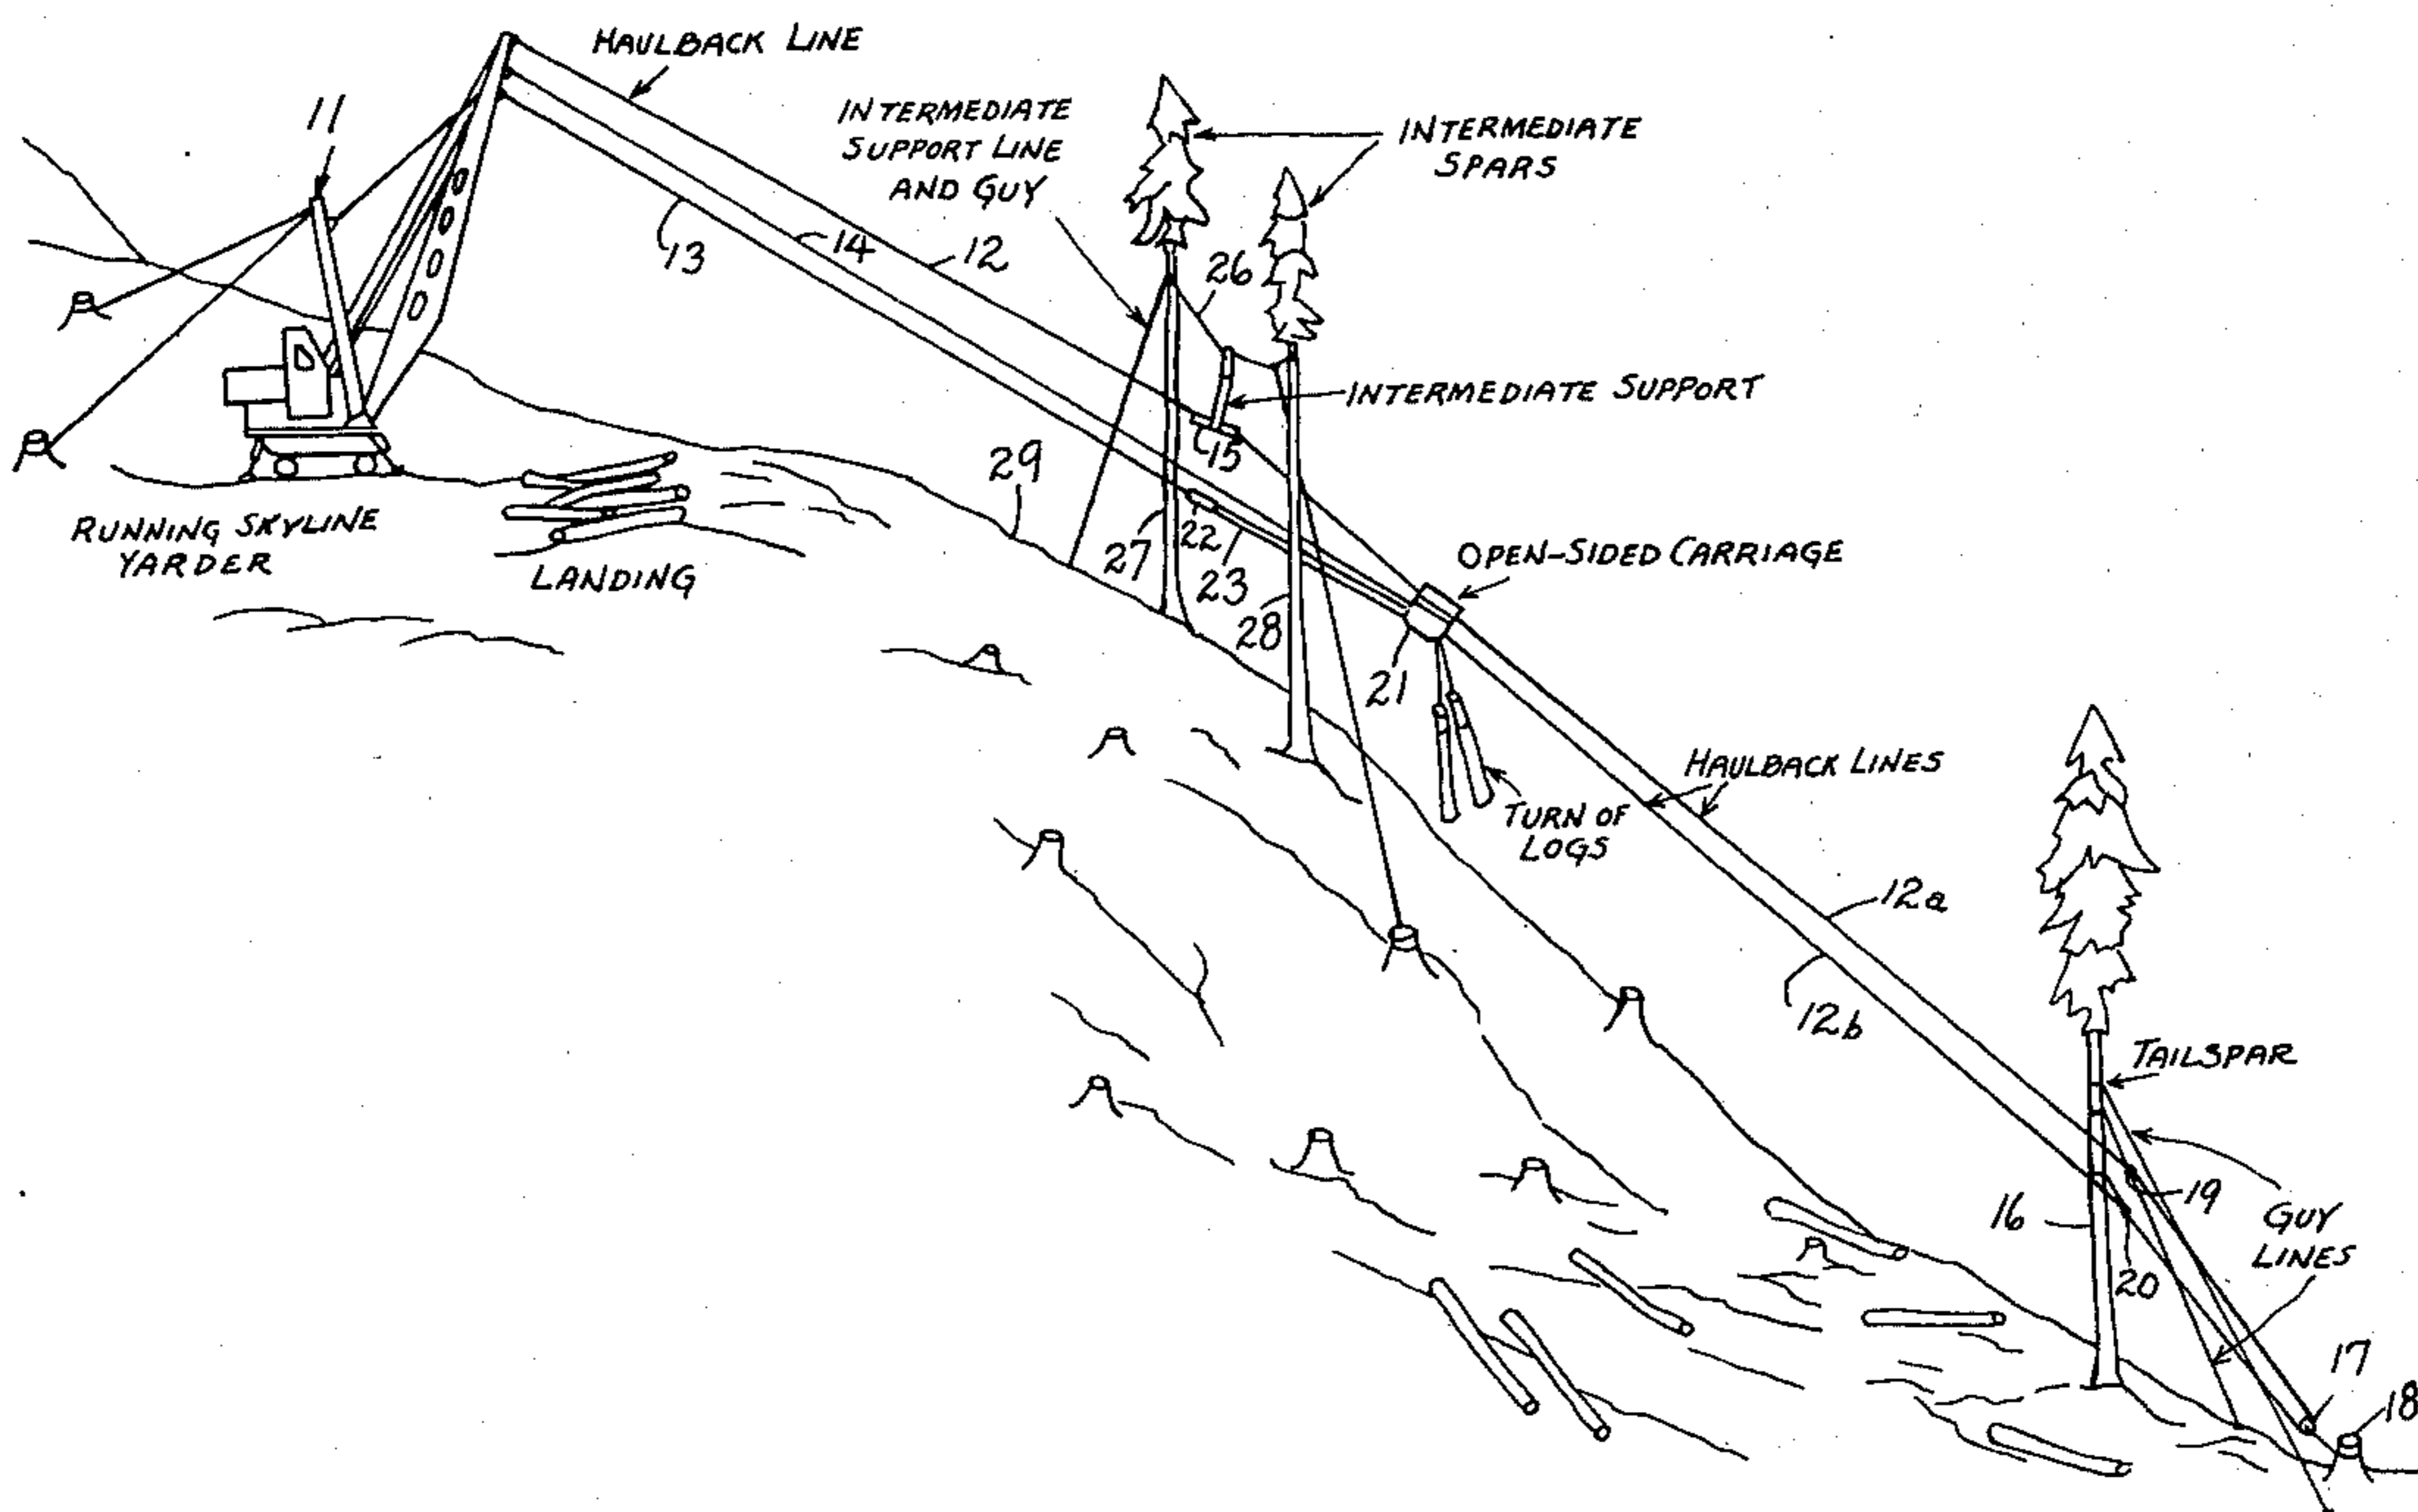 HAULBACK LINE
11
INTERMEDIATE
SUPPORT LINE
AND GUY
INTERMEDIATE
SPARS
13
14
12
26
INTERMEDIATE SUPPORT
15
29
RUNNING SKYLINE
YARDER
LANDING
27
22
23
28
OPEN-SIDED CARRIAGE
21
TURN OF
LOGS
HAULBACK LINES
12a
12b
TAILSPAR
16
19
20
GUY
LINES
17
18